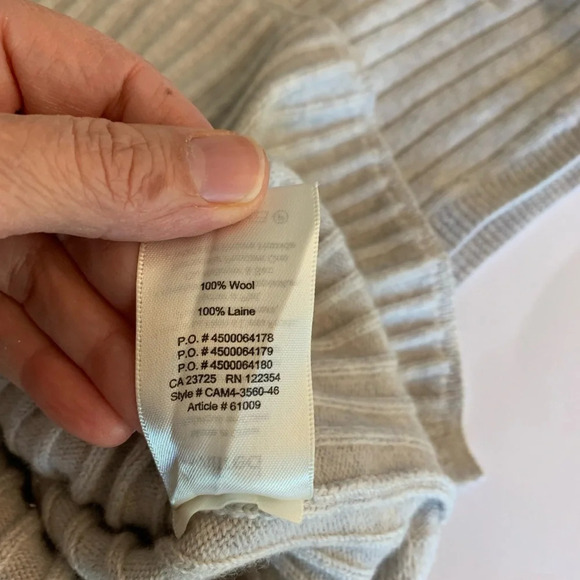 100% Wool
100% Laine
P.O. # 4500064178
P.O. # 4500064179
P.O. # 4500064180
CA 23725 RN 122354
Style # CAM4-3560-46
Article # 61009